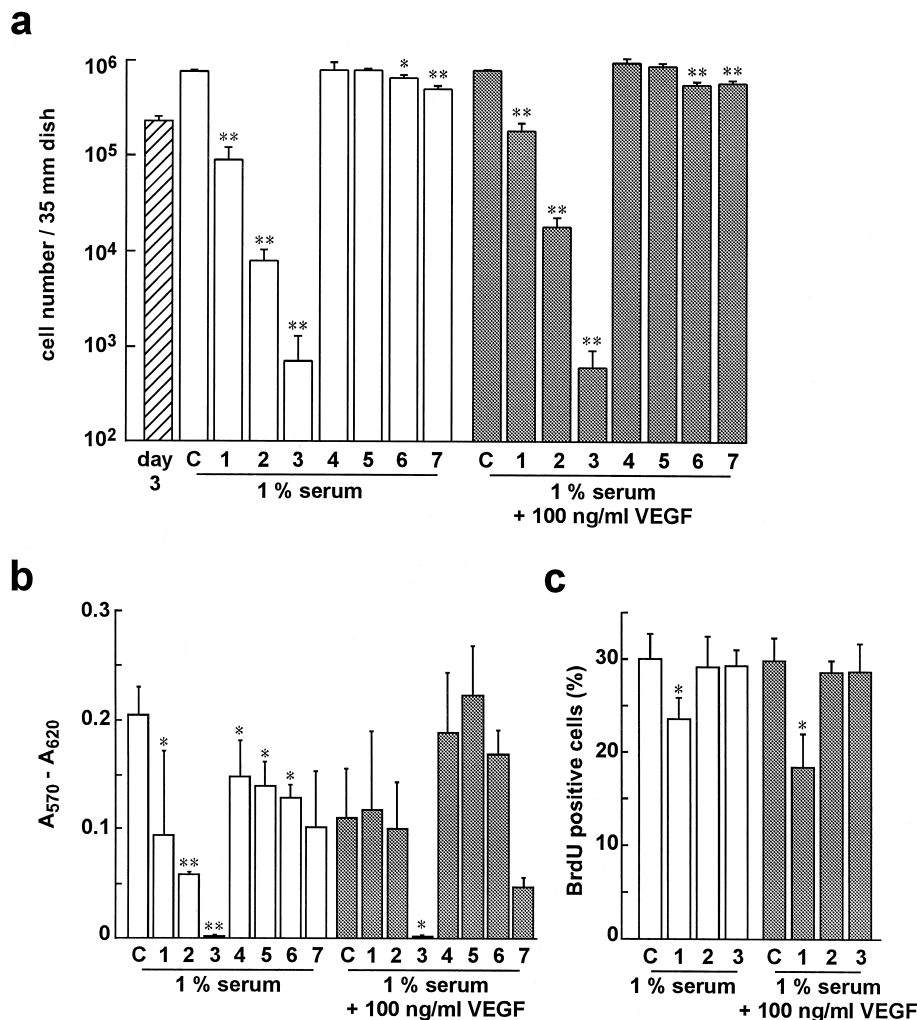 a
cell number / 35 mm dish
10⁶
10⁵
10⁴
10³
10²
** ** ** * ** ** ** ** ** **
day 3
C 1 2 3 4 5 6 7
1 % serum
C 1 2 3 4 5 6 7
1 % serum
+ 100 ng/ml VEGF
b
A570 - A620
0.3
0.2
0.1
0
* ** ** * * * *
C 1 2 3 4 5 6 7
1 % serum
C 1 2 3 4 5 6 7
1 % serum
+ 100 ng/ml VEGF
c
BrdU positive cells (%)
30
20
10
0
* *
C 1 2 3
1 % serum
C 1 2 3
1 % serum
+ 100 ng/ml VEGF